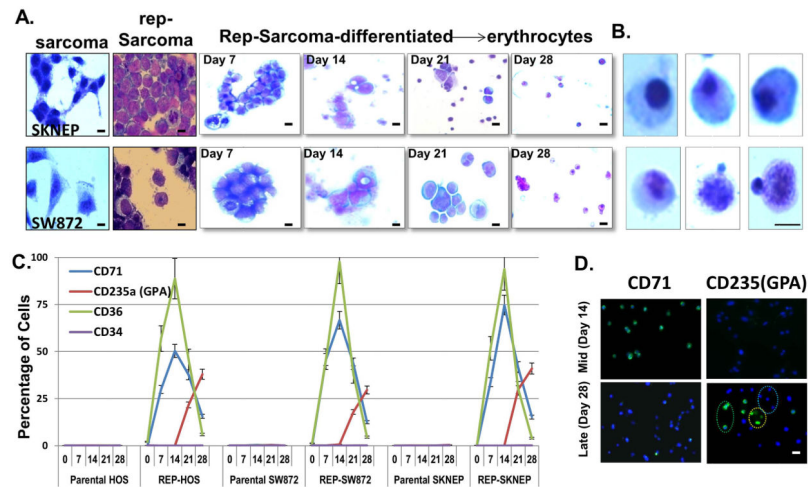 A.
sarcoma
rep-
Sarcoma
Rep-Sarcoma-differentiated → erythrocytes
B.
SKNEP
Day 7
Day 14
Day 21
Day 28
SW872
Day 7
Day 14
Day 21
Day 28
C.
100
75
50
25
0
Percentage of Cells
CD71
CD235a (GPA)
CD36
CD34
0 7 14 21 28 0 7 14 21 28 0 7 14 21 28 0 7 14 21 28 0 7 14 21 28 0 7 14 21 28
Parental HOS REP-HOS Parental SW872 REP-SW872 Parental SKNEP REP-SKNEP
D.
CD71
CD235(GPA)
Mid (Day 14)
Late (Day 28)